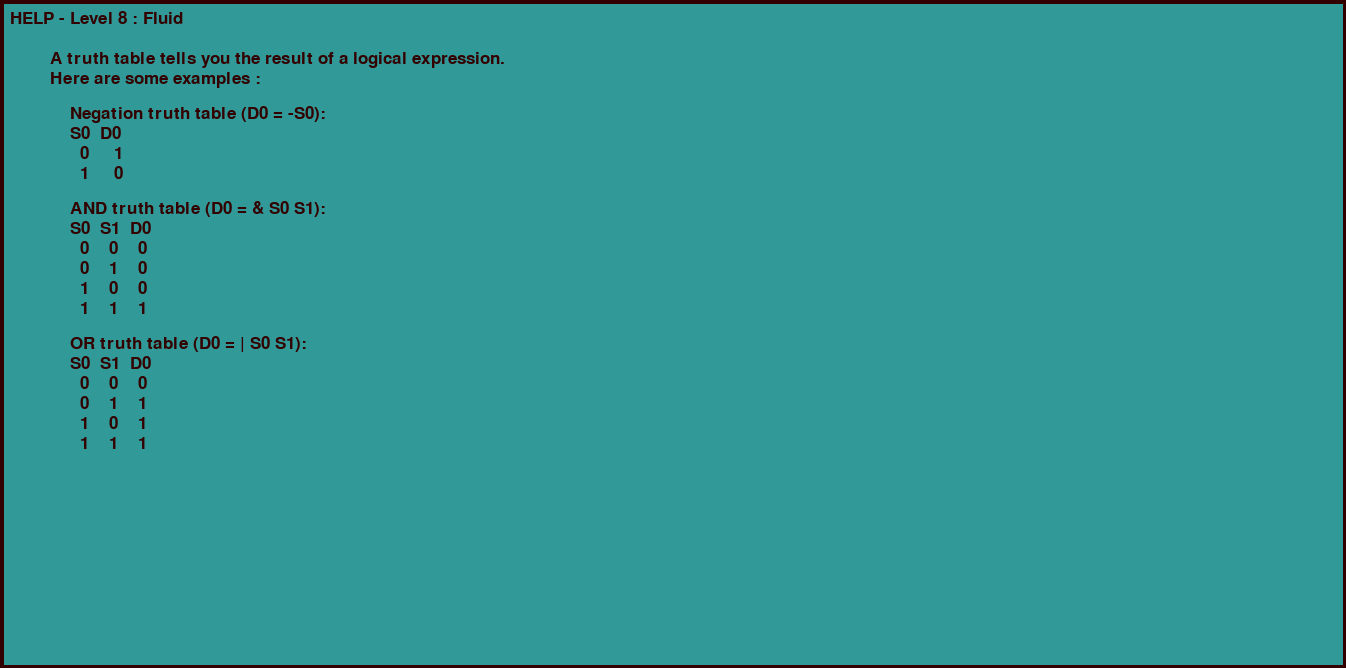 HELP - Level 8 : Fluid
A truth table tells you the result of a logical expression.
Here are some examples :
Negation truth table (D0 = -S0):
S0 D0
0 1
1 0
AND truth table (D0 = & S0 S1):
S0 S1 D0
0 0 0
0 1 0
1 0 0
1 1 1
OR truth table (D0 = | S0 S1):
S0 S1 D0
0 0 0
0 1 1
1 0 1
1 1 1